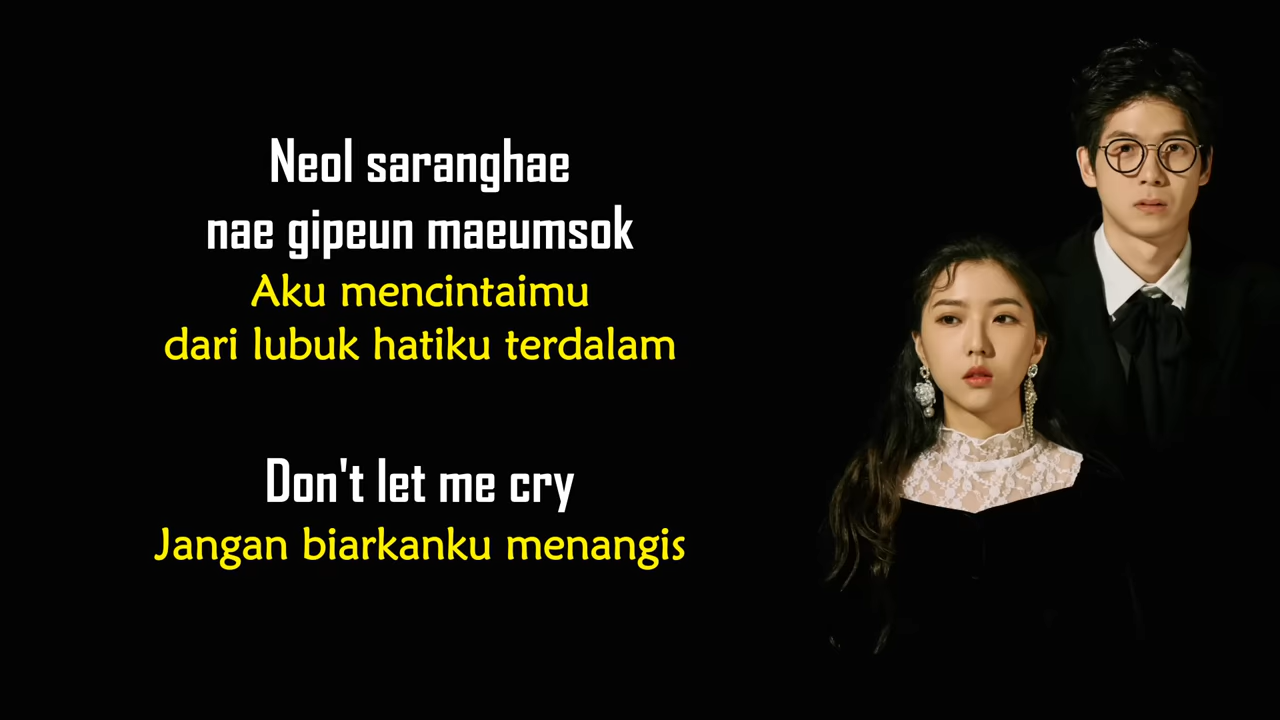 Neol saranghae
nae gipeun maeumsok
Aku mencintaimu
dari lubuk hatiku terdalam
Don't let me cry
Jangan biarkanku menangis